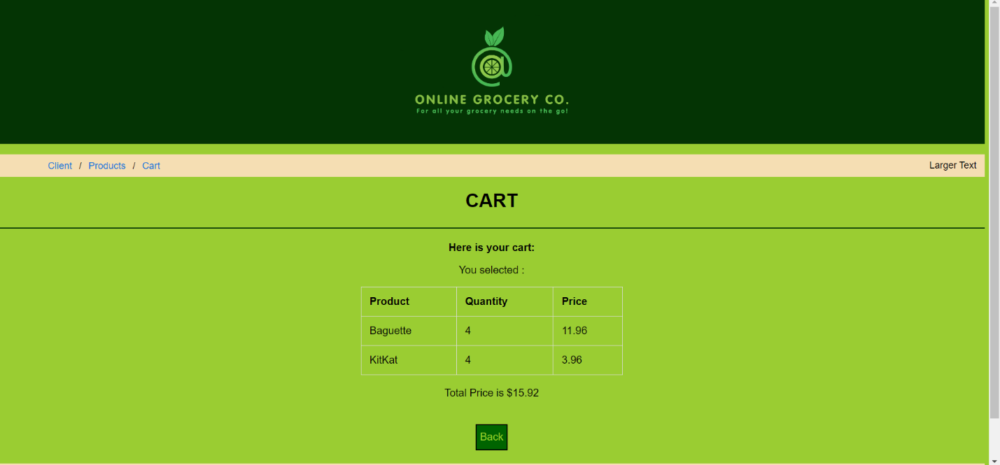 ONLINE GROCERY CO.
For all your grocery needs on the go!
Client / Products / Cart
Larger Text
CART
Here is your cart:
You selected :
Product Quantity Price
Baguette 4 11.96
KitKat 4 3.96
Total Price is $15.92
Back